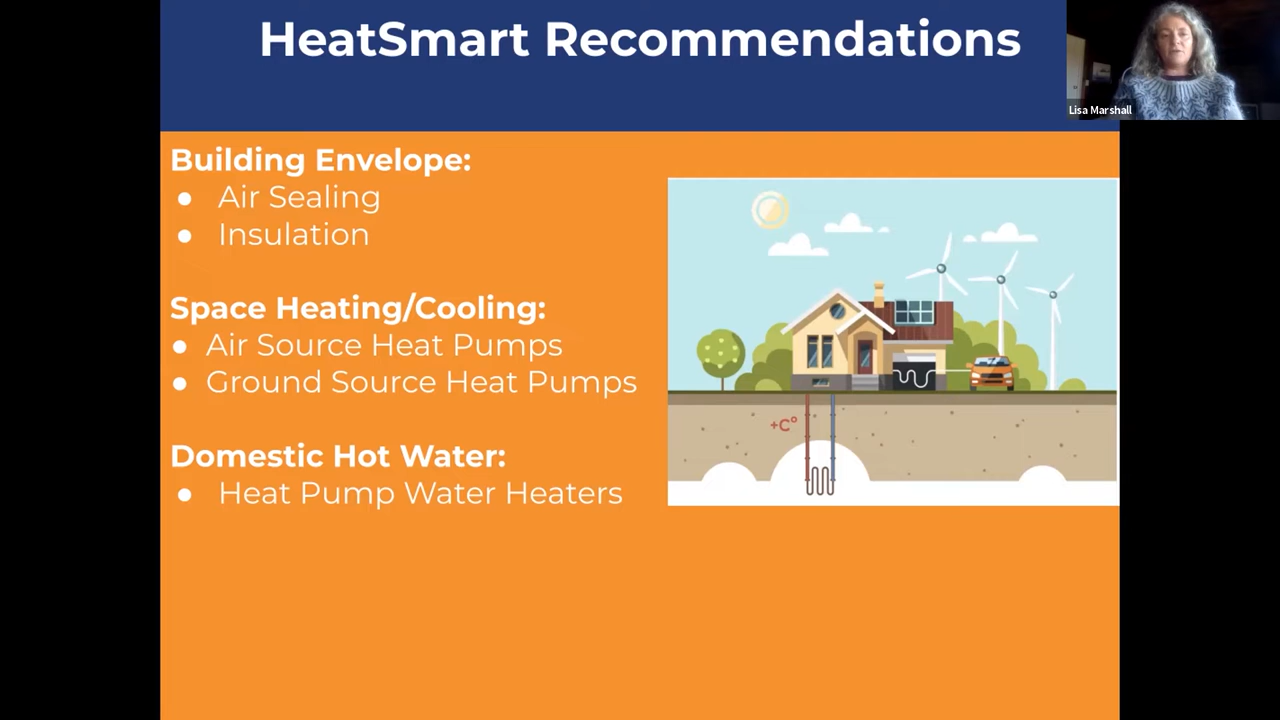 HeatSmart Recommendations
Lisa Marshall
Building Envelope:
● Air Sealing
● Insulation
Space Heating/Cooling:
● Air Source Heat Pumps
● Ground Source Heat Pumps
Domestic Hot Water:
● Heat Pump Water Heaters
+C°